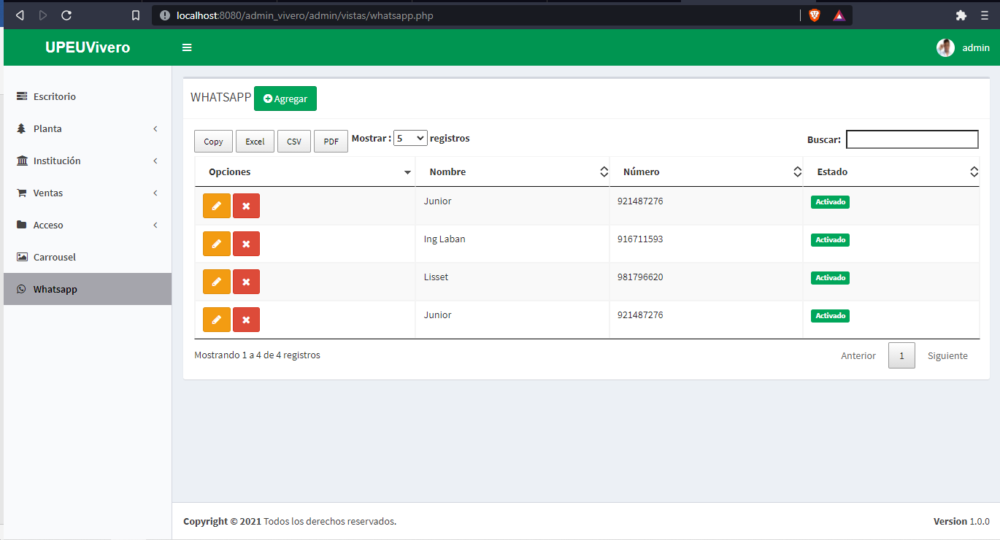 localhost:8080/admin_vivero/admin/vistas/whatsapp.php
UPEUVivero
admin
Escritorio
Planta
Institución
Ventas
Acceso
Carrousel
Whatsapp
WHATSAPP Agregar
Copy Excel CSV PDF Mostrar : 5 registros Buscar:
Opciones Nombre Número Estado
Junior 921487276 Activado
Ing Laban 916711593 Activado
Lisset 981796620 Activado
Junior 921487276 Activado
Mostrando 1 a 4 de 4 registros Anterior 1 Siguiente
Copyright © 2021 Todos los derechos reservados. Version 1.0.0